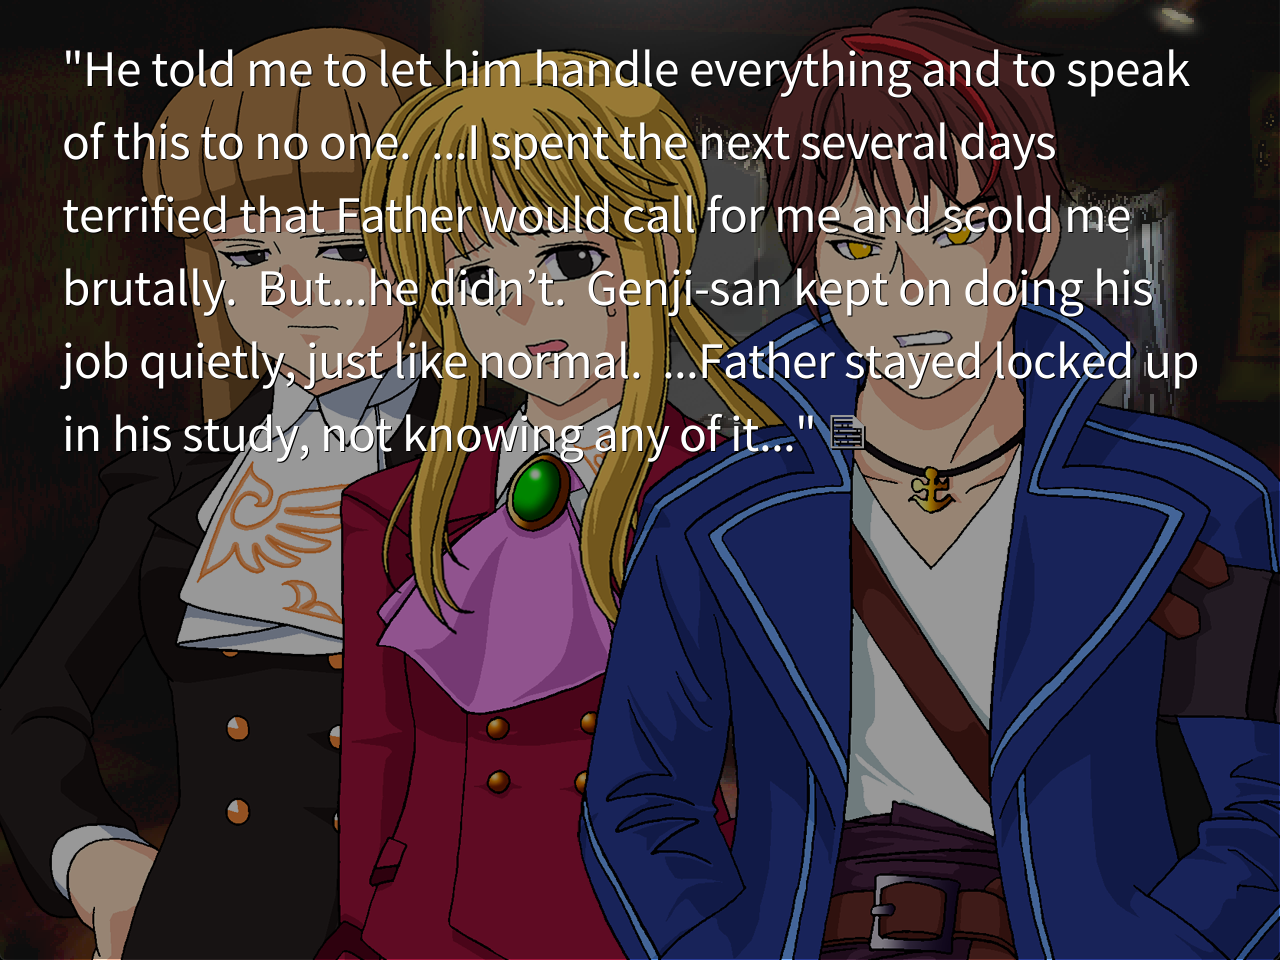 "He told me to let him handle everything and to speak
of this to no one.  ...I spent the next several days
terrified that Father would call for me and scold me
brutally.  But...he didn’t.  Genji-san kept on doing his
job quietly, just like normal.  ...Father stayed locked up
in his study, not knowing any of it..."